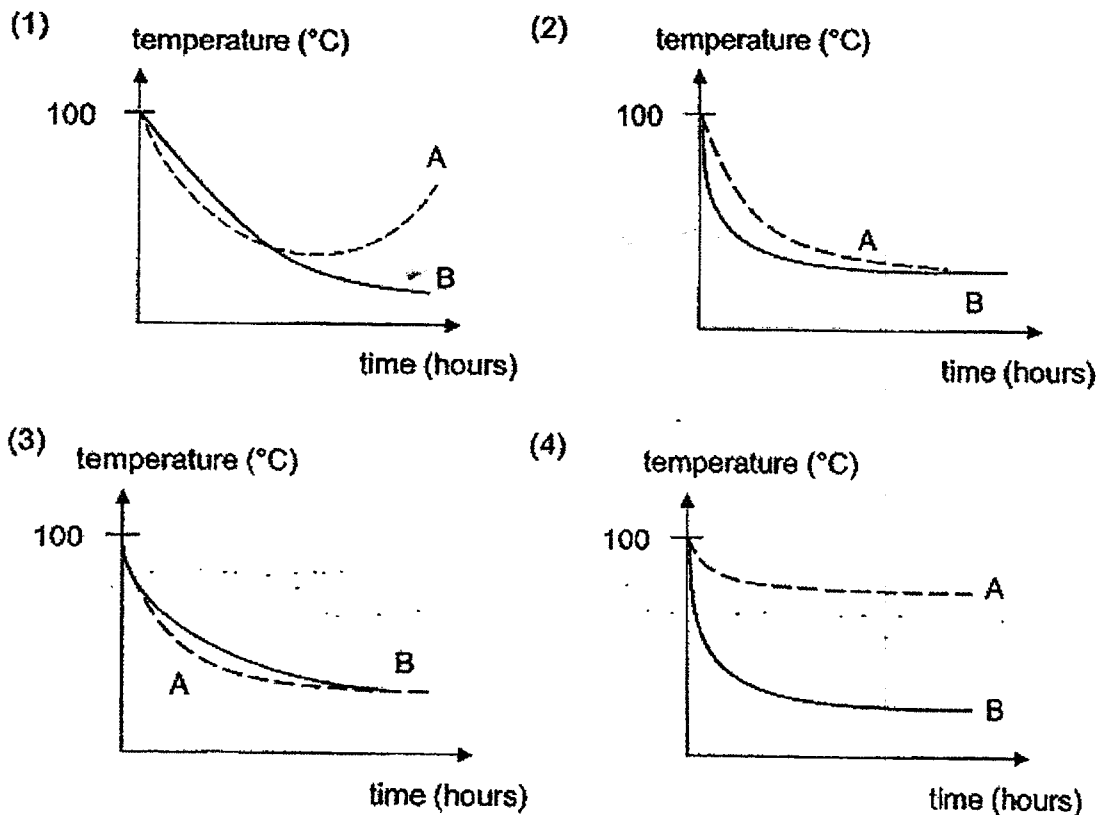 (1)
temperature (°C)
100
A
B
time (hours)
(2)
temperature (°C)
100
A
B
time (hours)
(3)
temperature (°C)
100
A
B
time (hours)
(4)
temperature (°C)
100
A
B
time (hours)